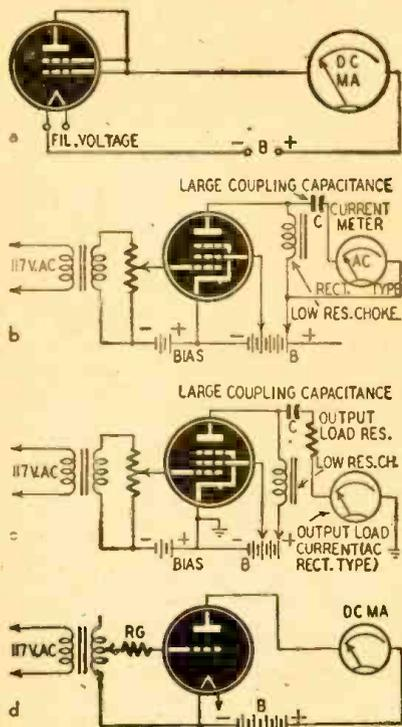 DC
MA
a
FIL. VOLTAGE
- B +
LARGE COUPLING CAPACITANCE
C
CURRENT
METER
117V.AC
AC
RECT. TYPE
LOW RES.CHOKE
b
- +
BIAS
- B +
LARGE COUPLING CAPACITANCE
C
OUTPUT
LOAD RES.
117V.AC
LOW RES.CH.
c
- +
BIAS
- B +
OUTPUT LOAD
CURRENT (AC
RECT. TYPE)
117V.AC
RG
DC MA
d
- B +